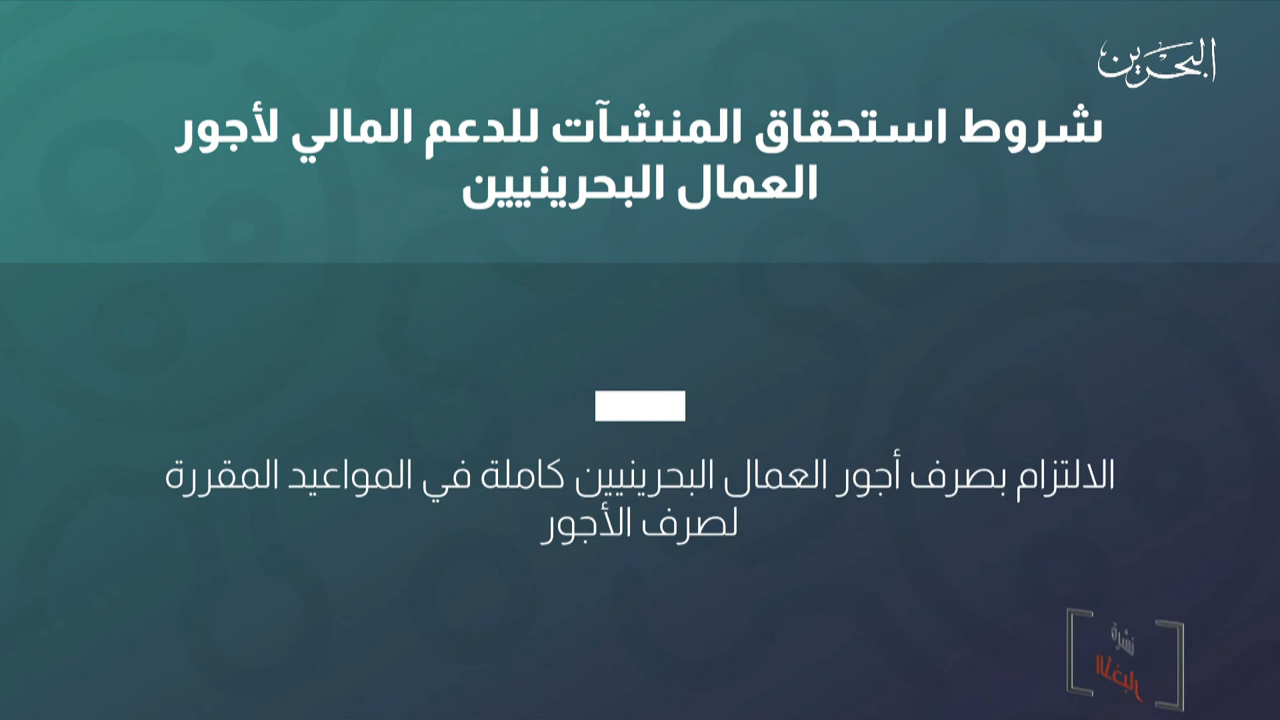 البحرين
شروط استحقاق المنشآت للدعم المالي لأجور
العمال البحرينيين
الالتزام بصرف أجور العمال البحرينيين كاملة في المواعيد المقررة
لصرف الأجور
نشرة